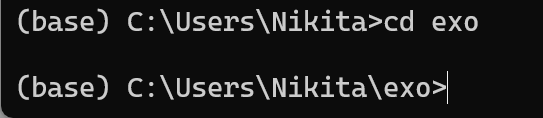 (base) C:\Users\Nikita>cd exo
(base) C:\Users\Nikita\exo>